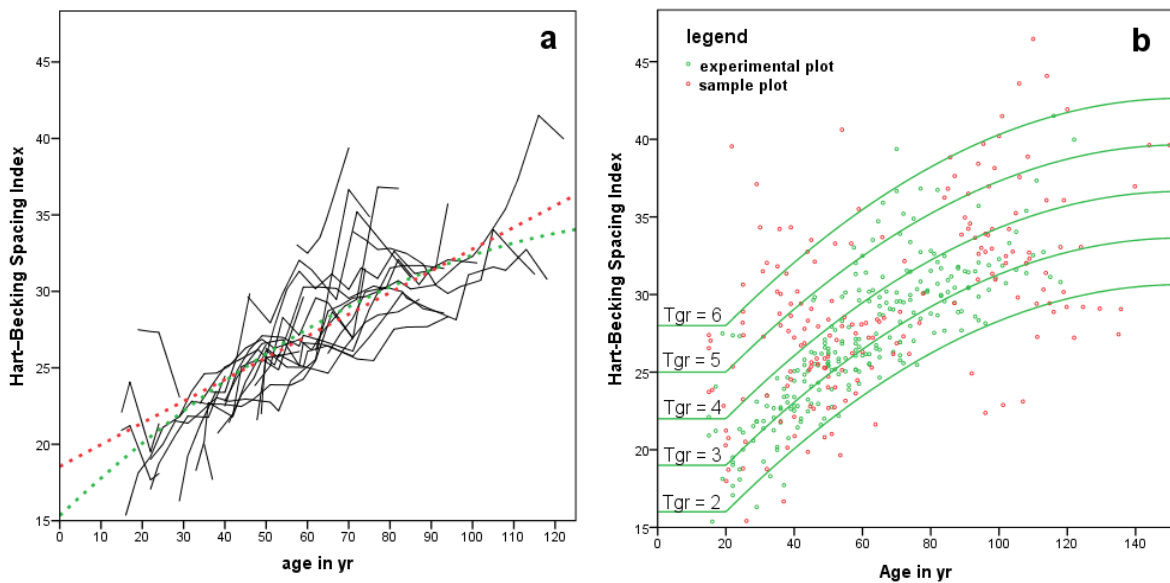 a
Hart–Becking Spacing Index
45
40
35
30
25
20
15
0 10 20 30 40 50 60 70 80 90 100 110 120
age in yr
b
legend
experimental plot
sample plot
Hart–Becking Spacing Index
45
40
35
30
25
20
15
Tgr = 6
Tgr = 5
Tgr = 4
Tgr = 3
Tgr = 2
0 20 40 60 80 100 120 140
Age in yr